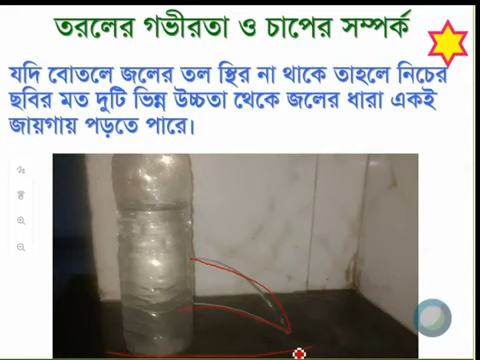 তরলের গভীরতা ও চাপের সম্পর্ক
যদি বোতলে জলের তল স্থির না থাকে তাহলে নিচের
ছবির মত দুটি ভিন্ন উচ্চতা থেকে জলের ধারা একই
জায়গায় পড়তে পারে।